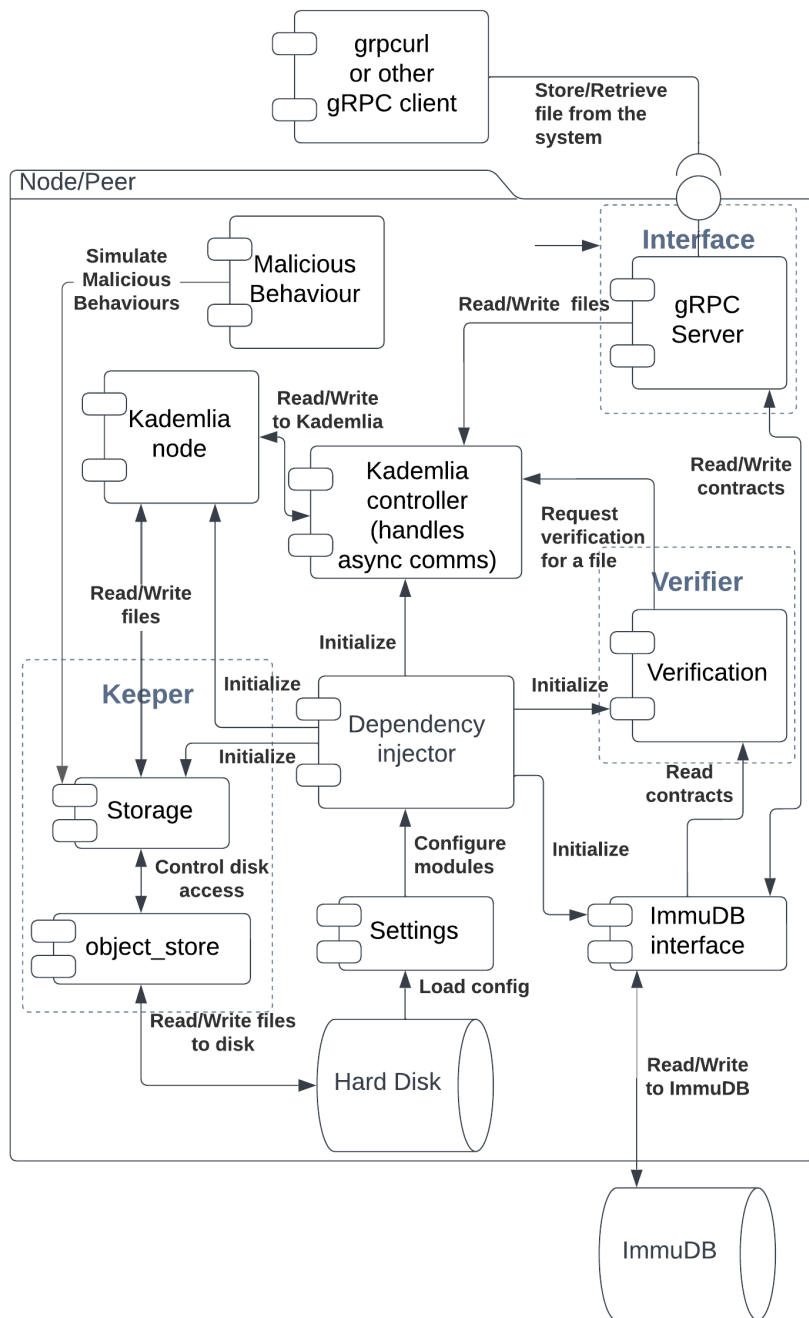 grpcurl
or other
gRPC client
Store/Retrieve
file from the
system
Node/Peer
Simulate
Malicious
Behaviours
Malicious
Behaviour
Interface
gRPC
Server
Read/Write files
Kademlia
node
Read/Write
to Kademlia
Kademlia
controller
(handles
async comms)
Read/Write
contracts
Request
verification
for a file
Verifier
Verification
Read/Write
files
Initialize
Keeper
Initialize
Initialize
Initialize
Dependency
injector
Storage
Read
contracts
Control disk
access
Configure
modules
Initialize
object_store
Settings
ImmuDB
interface
Load config
Read/Write files
to disk
Hard Disk
Read/Write
to ImmuDB
ImmuDB